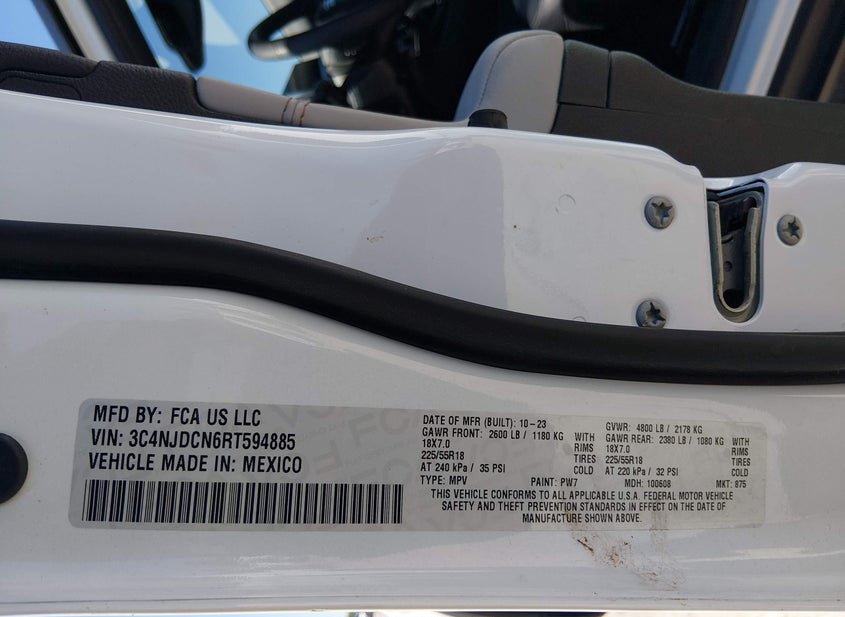 MFD BY: FCA US LLC
VIN: 3C4NJDCN6RT594885
VEHICLE MADE IN: MEXICO
DATE OF MFR (BUILT): 10-23 GVWR: 4800 LB / 2178 KG
GAWR FRONT: 2600 LB / 1180 KG WITH GAWR REAR: 2380 LB / 1080 KG WITH
18X7.0 RIMS 18X7.0 RIMS
225/55R18 TIRES 225/55R18 TIRES
AT 240 kPa / 35 PSI COLD AT 220 kPa / 32 PSI COLD
TYPE: MPV PAINT: PW7 MDH: 100608 MKT: 875
THIS VEHICLE CONFORMS TO ALL APPLICABLE U.S.A. FEDERAL MOTOR VEHICLE
SAFETY AND THEFT PREVENTION STANDARDS IN EFFECT ON THE DATE OF
MANUFACTURE SHOWN ABOVE.